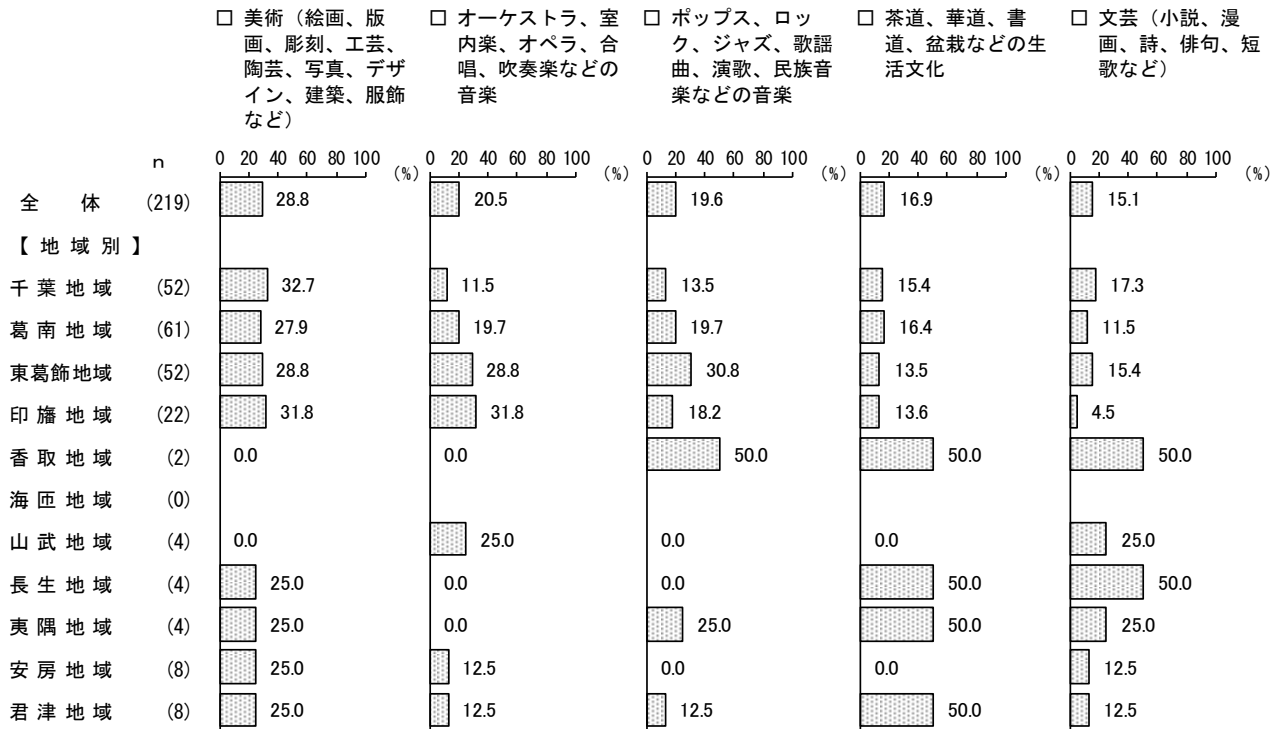 □ 美術（絵画、版画、彫刻、工芸、陶芸、写真、デザイン、建築、服飾など）
□ オーケストラ、室内楽、オペラ、合唱、吹奏楽などの音楽
□ ポップス、ロック、ジャズ、歌謡曲、演歌、民族音楽などの音楽
□ 茶道、華道、書道、盆栽などの生活文化
□ 文芸（小説、漫画、詩、俳句、短歌など）
n
0 20 40 60 80 100 (%) 0 20 40 60 80 100 (%) 0 20 40 60 80 100 (%) 0 20 40 60 80 100 (%) 0 20 40 60 80 100 (%)
全体 (219) 28.8 20.5 19.6 16.9 15.1
【地域別】
千葉地域 (52) 32.7 11.5 13.5 15.4 17.3
葛南地域 (61) 27.9 19.7 19.7 16.4 11.5
東葛飾地域 (52) 28.8 28.8 30.8 13.5 15.4
印旛地域 (22) 31.8 31.8 18.2 13.6 4.5
香取地域 (2) 0.0 0.0 50.0 50.0 50.0
海匝地域 (0)
山武地域 (4) 0.0 25.0 0.0 0.0 25.0
長生地域 (4) 25.0 0.0 0.0 50.0 50.0
夷隅地域 (4) 25.0 0.0 25.0 50.0 25.0
安房地域 (8) 25.0 12.5 0.0 0.0 12.5
君津地域 (8) 25.0 12.5 12.5 50.0 12.5